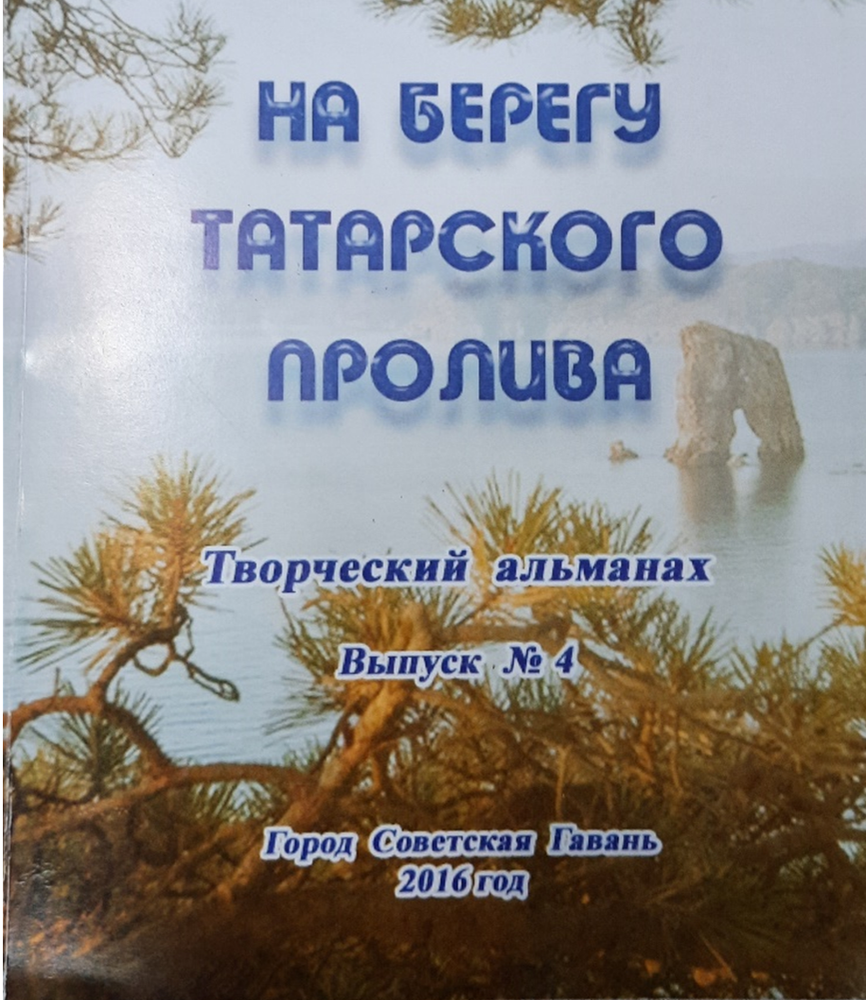 НА БЕРЕГУ
ТАТАРСКОГО
ПРОЛИВА
Творческий альманах
Выпуск № 4
Город Советская Гавань
2016 год